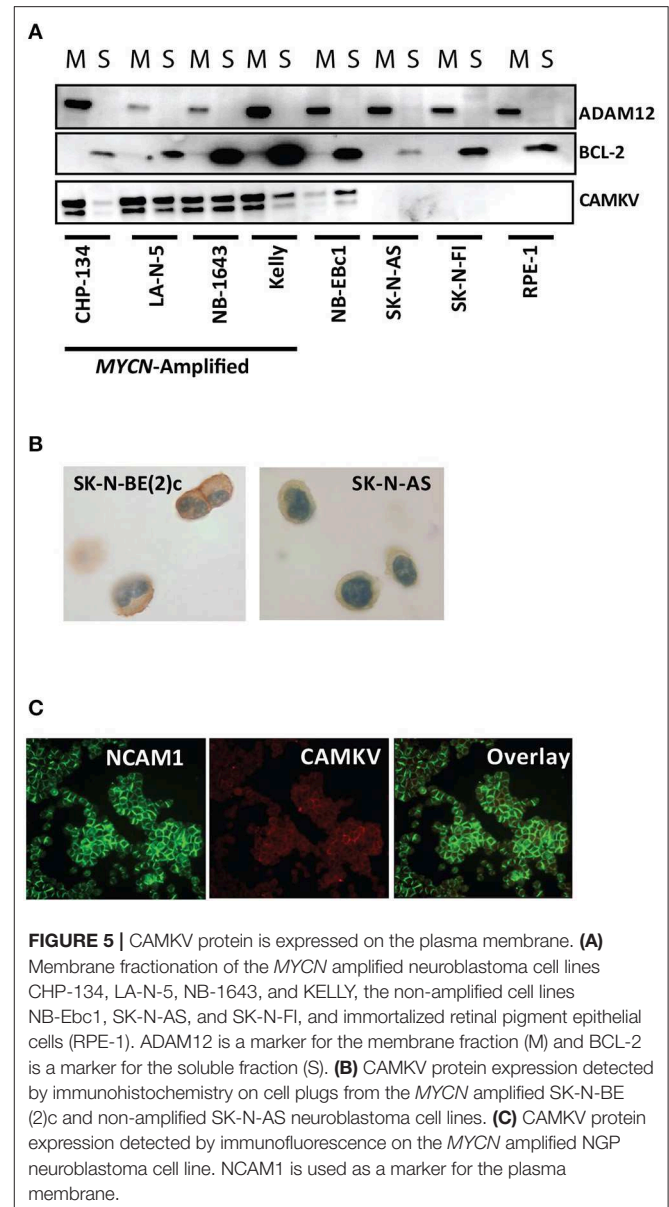 A
M S M S M S M S M S M S M S M S
ADAM12
BCL-2
CAMKV
CHP-134
LA-N-5
NB-1643
Kelly
NB-EBc1
SK-N-AS
SK-N-FI
RPE-1
MYCN-Amplified
B
SK-N-BE(2)c
SK-N-AS
C
NCAM1
CAMKV
Overlay
FIGURE 5 | CAMKV protein is expressed on the plasma membrane. (A)
Membrane fractionation of the MYCN amplified neuroblastoma cell lines
CHP-134, LA-N-5, NB-1643, and KELLY, the non-amplified cell lines
NB-Ebc1, SK-N-AS, and SK-N-FI, and immortalized retinal pigment epithelial
cells (RPE-1). ADAM12 is a marker for the membrane fraction (M) and BCL-2
is a marker for the soluble fraction (S). (B) CAMKV protein expression detected
by immunohistochemistry on cell plugs from the MYCN amplified SK-N-BE
(2)c and non-amplified SK-N-AS neuroblastoma cell lines. (C) CAMKV protein
expression detected by immunofluorescence on the MYCN amplified NGP
neuroblastoma cell line. NCAM1 is used as a marker for the plasma
membrane.